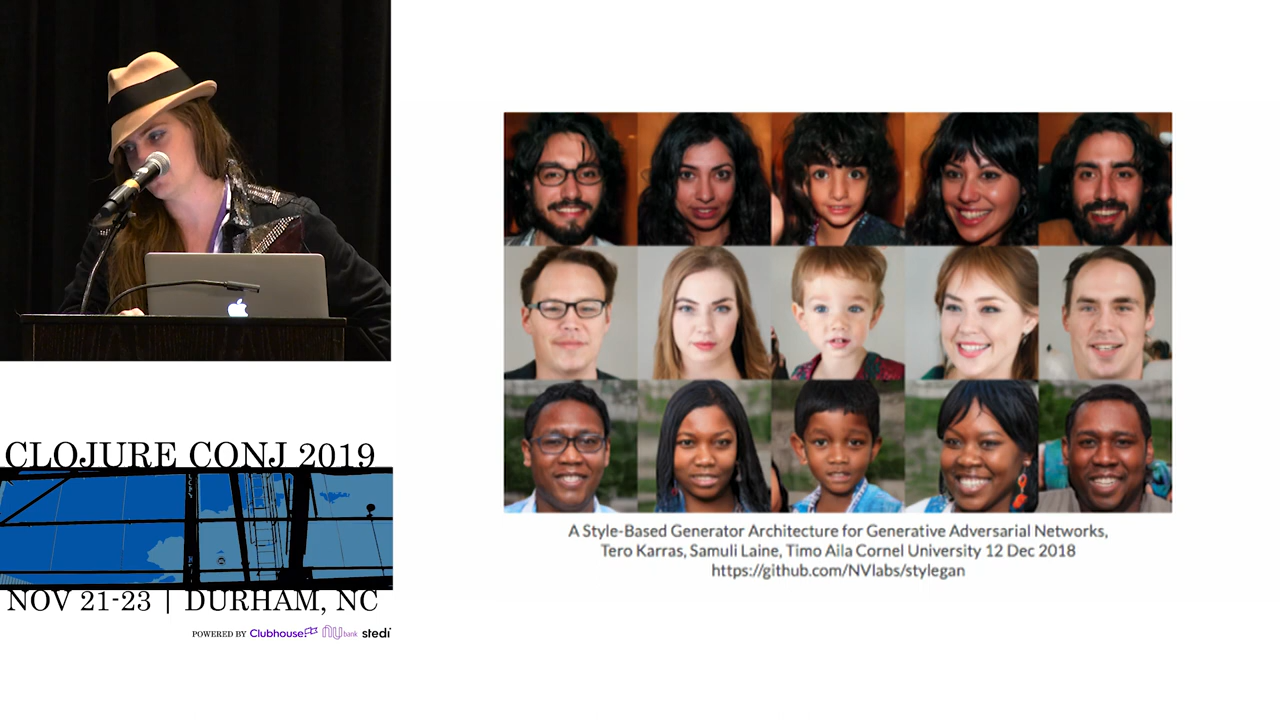 CLOJURE CONJ 2019
NOV 21-23 | DURHAM, NC
POWERED BY Clubhouse nu bank stedi
A Style-Based Generator Architecture for Generative Adversarial Networks,
Tero Karras, Samuli Laine, Timo Aila Cornel University 12 Dec 2018
https://github.com/NVlabs/stylegan